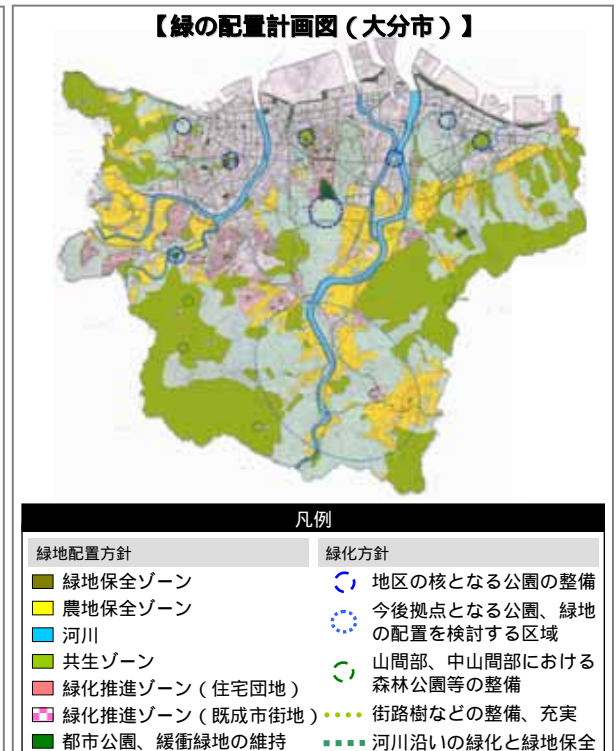 【緑の配置計画図（大分市）】
凡例
緑地配置方針
緑地保全ゾーン
農地保全ゾーン
河川
共生ゾーン
緑化推進ゾーン（住宅団地）
緑化推進ゾーン（既成市街地）
都市公園、緩衝緑地の維持
緑化方針
地区の核となる公園の整備
今後拠点となる公園、緑地
の配置を検討する区域
山間部、中山間部における
森林公園等の整備
街路樹などの整備、充実
河川沿いの緑化と緑地保全